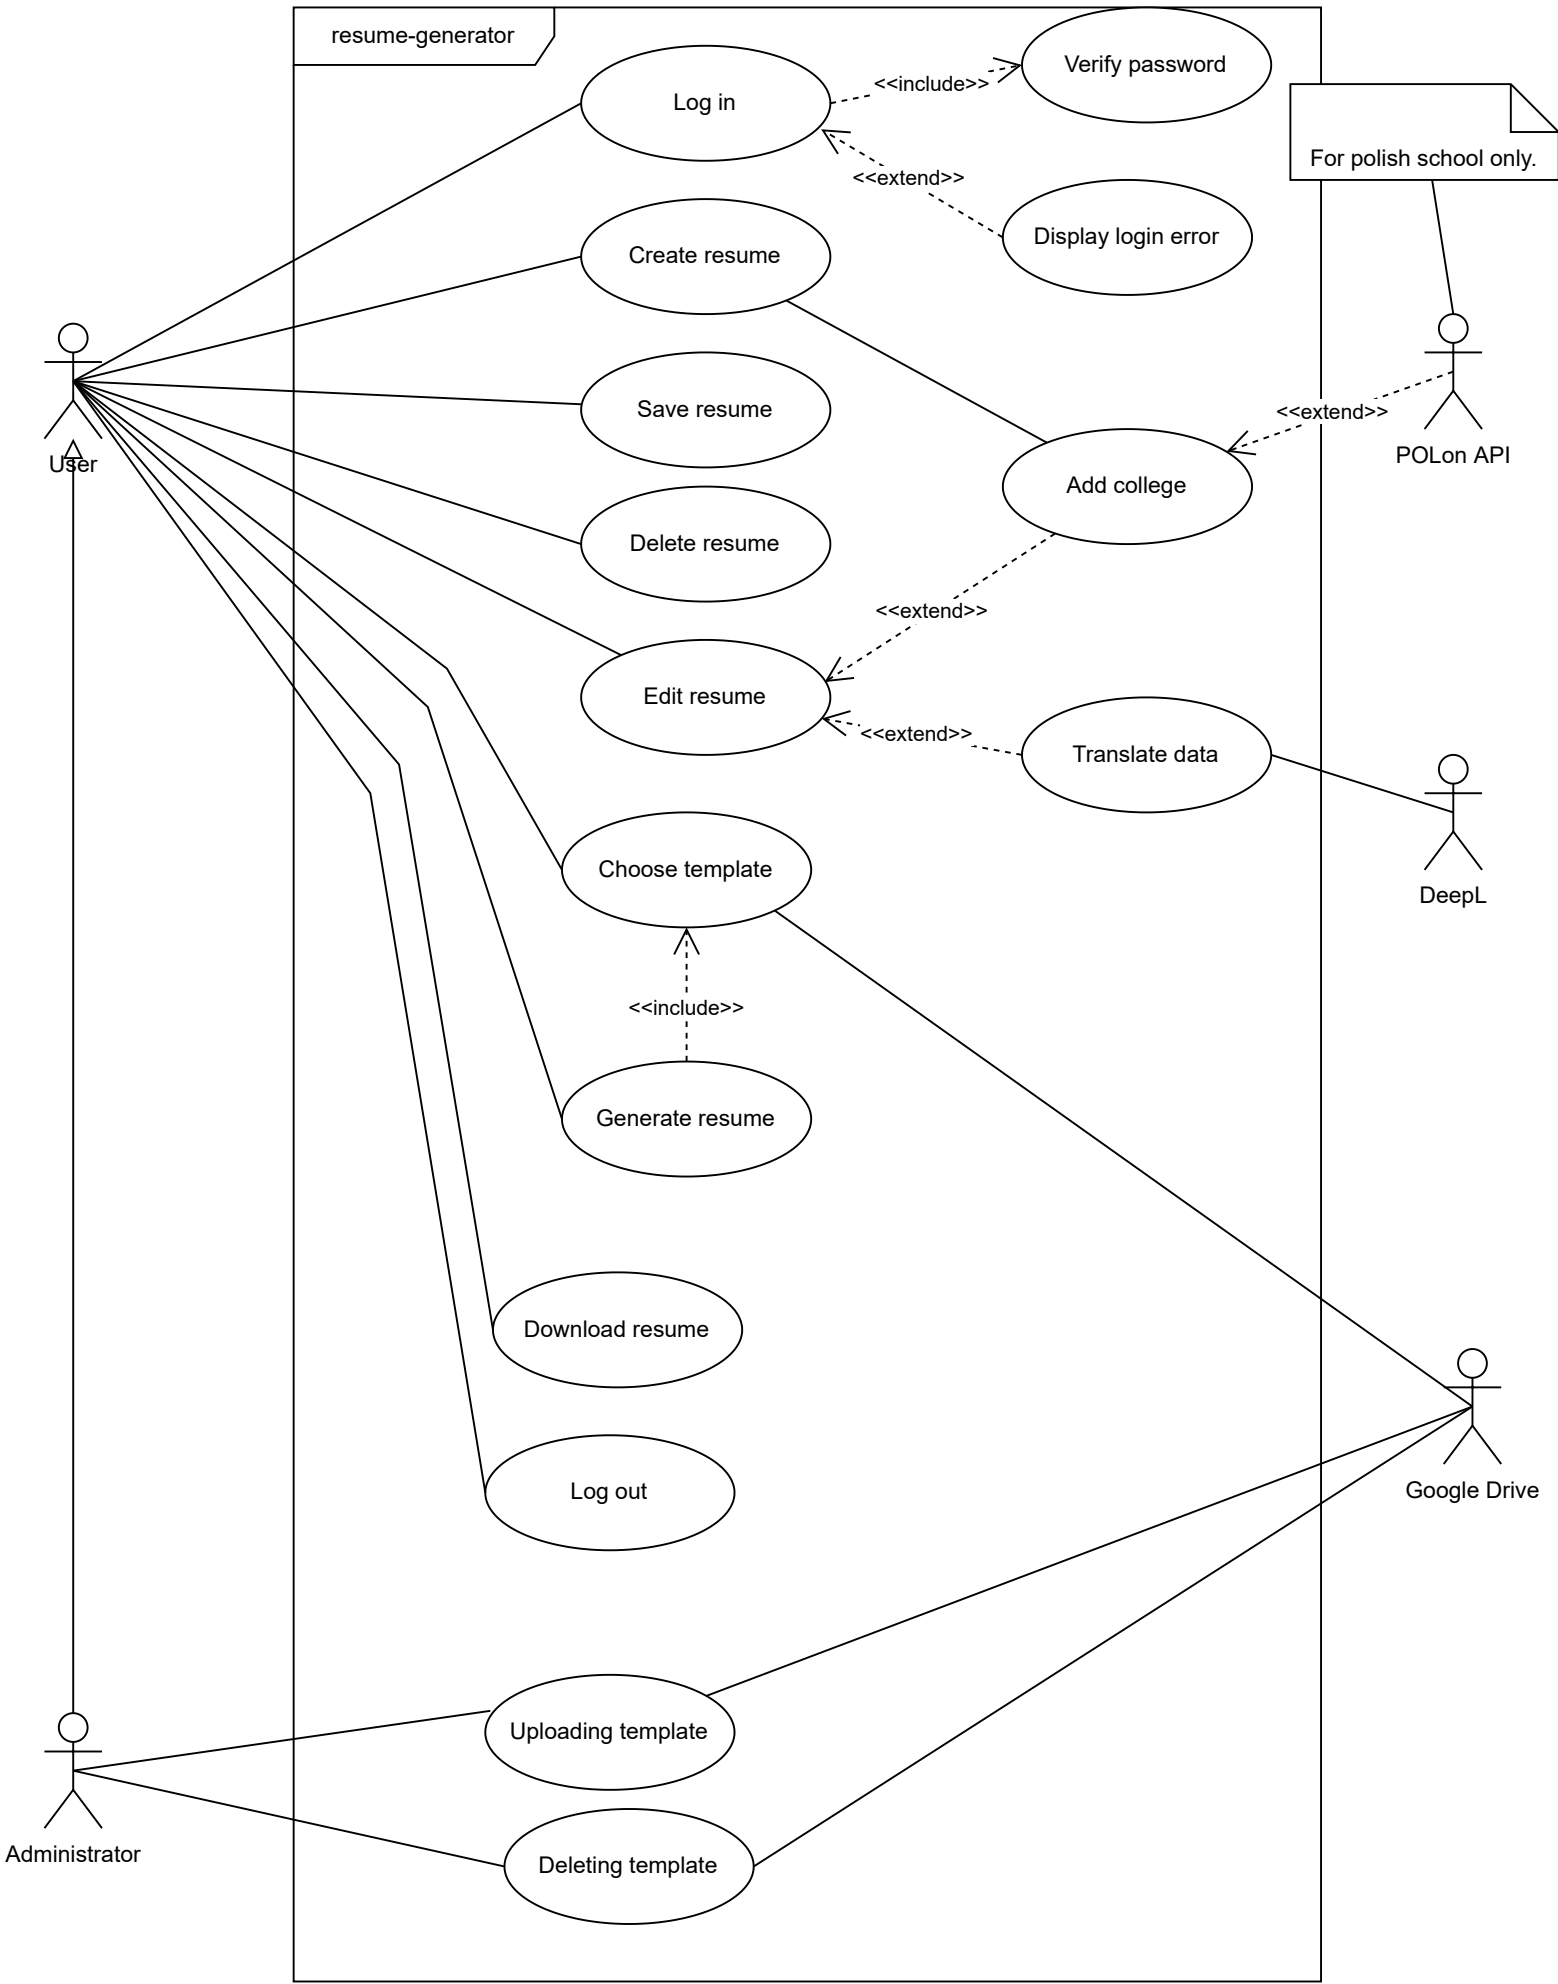 resume-generator
Log in
<<include>>
Verify password
For polish school only.
<<extend>>
Display login error
Create resume
User
Save resume
<<extend>>
POLon API
Add college
Delete resume
<<extend>>
Edit resume
<<extend>>
Translate data
DeepL
Choose template
<<include>>
Generate resume
Download resume
Google Drive
Log out
Uploading template
Administrator
Deleting template